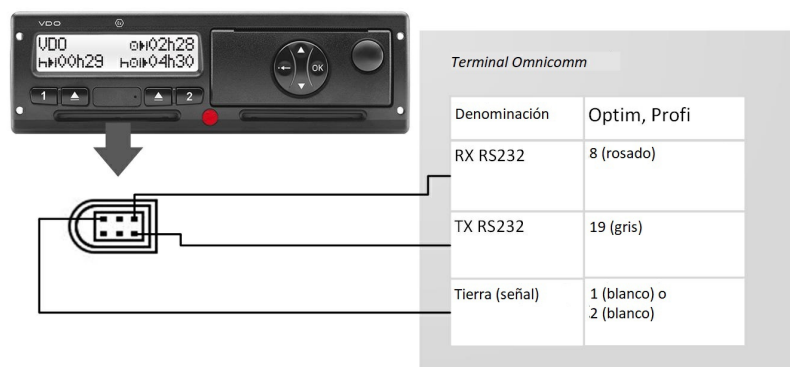 VDO
VDO ⊙▶02h28
h▶00h29 h⊙▶04h30
OK
1 2
Terminal Omnicomm
Denominación Optim, Profi
RX RS232 8 (rosado)
TX RS232 19 (gris)
Tierra (señal) 1 (blanco) o
2 (blanco)